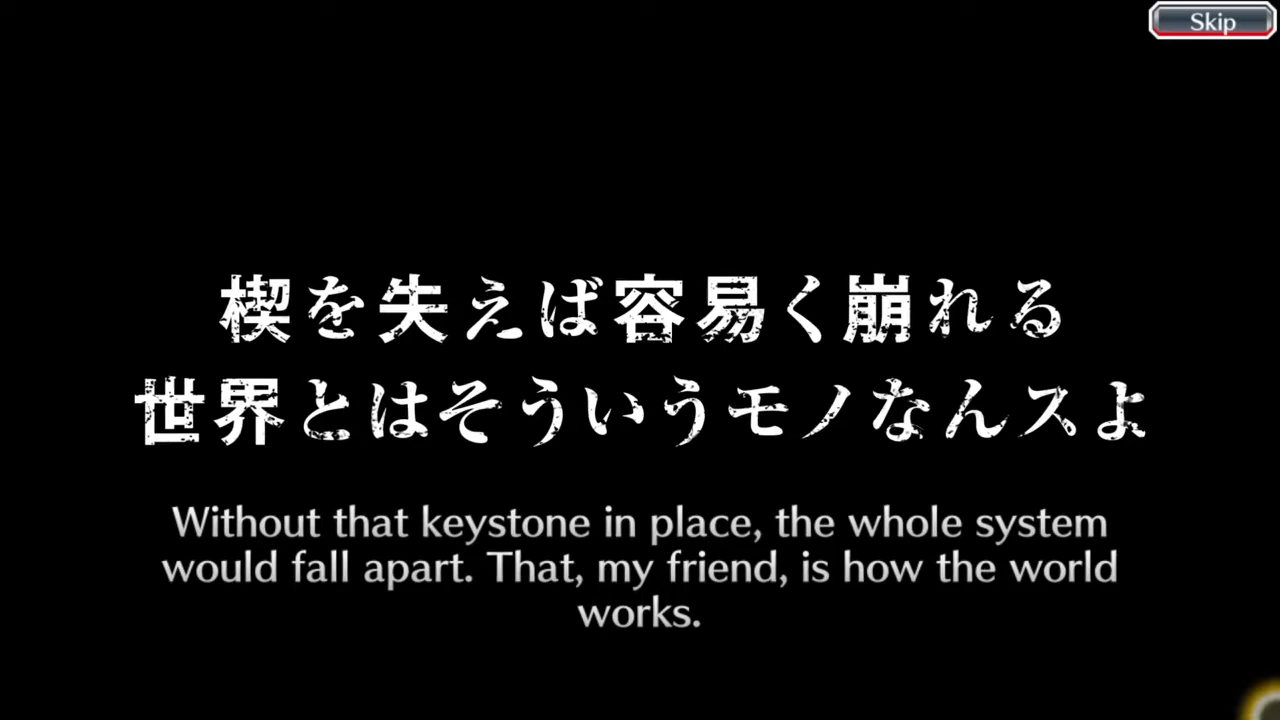 Skip
楔を失えば容易く崩れる
世界とはそういうモノなんスよ
Without that keystone in place, the whole system
would fall apart. That, my friend, is how the world
works.